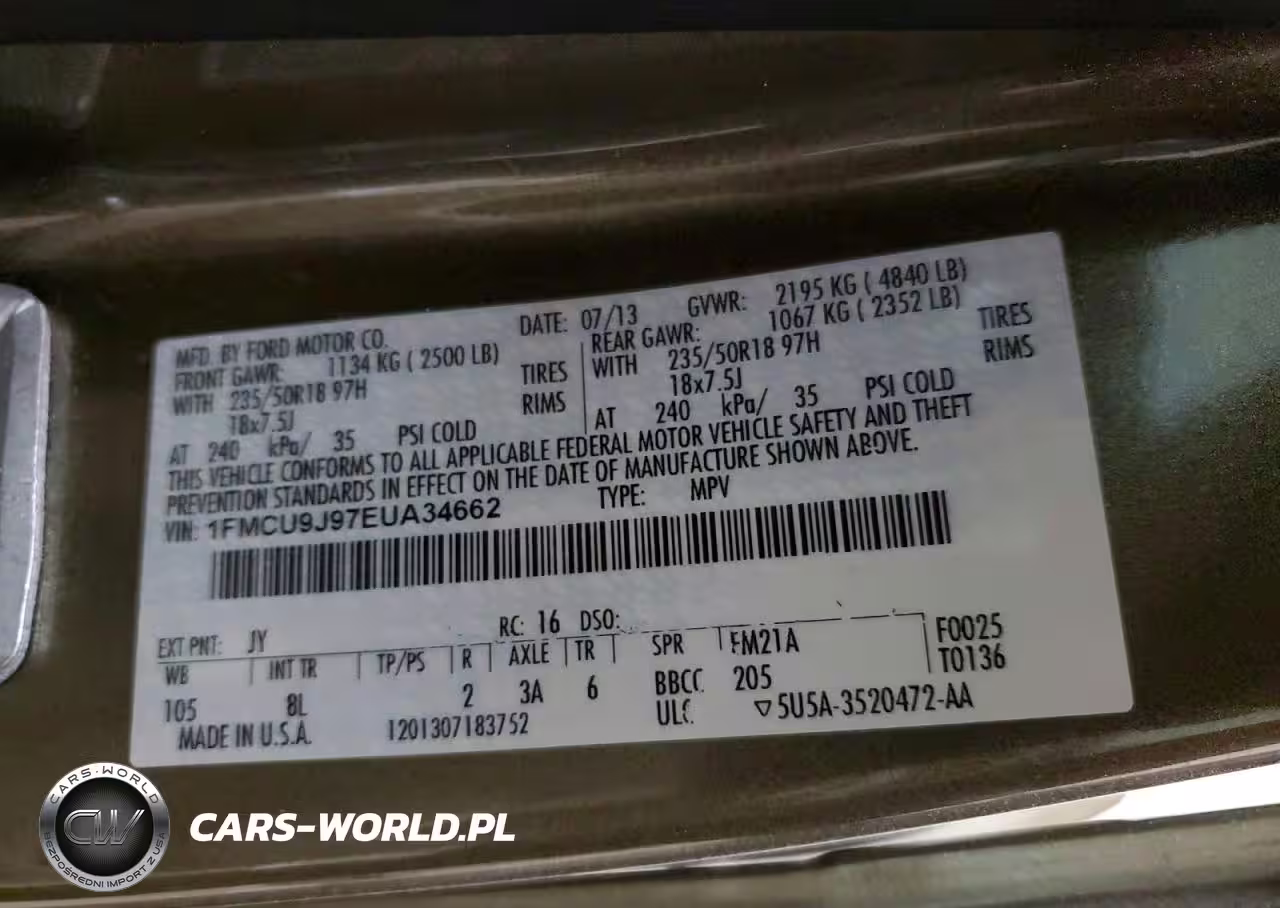 MFD. BY FORD MOTOR CO. DATE: 07/13 GVWR: 2195 KG ( 4840 LB)
FRONT GAWR: 1134 KG ( 2500 LB) REAR GAWR: 1067 KG ( 2352 LB)
WITH 235/50R18 97H TIRES WITH 235/50R18 97H TIRES
18x7.5J RIMS 18x7.5J RIMS
AT 240 kPa/ 35 PSI COLD AT 240 kPa/ 35 PSI COLD
THIS VEHICLE CONFORMS TO ALL APPLICABLE FEDERAL MOTOR VEHICLE SAFETY AND THEFT
PREVENTION STANDARDS IN EFFECT ON THE DATE OF MANUFACTURE SHOWN ABOVE.
VIN: 1FMCU9J97EUA34662 TYPE: MPV
EXT PNT: JY RC: 16 DSO: F0025
WB INT TR TP/PS R AXLE TR SPR FM21A T0136
105 8L 2 3A 6 BBCC 205
MADE IN U.S.A. 1201307183752 5U5A-3520472-AA
CARS-WORLD
CW
BEZPOŚREDNI IMPORT Z USA
CARS-WORLD.PL